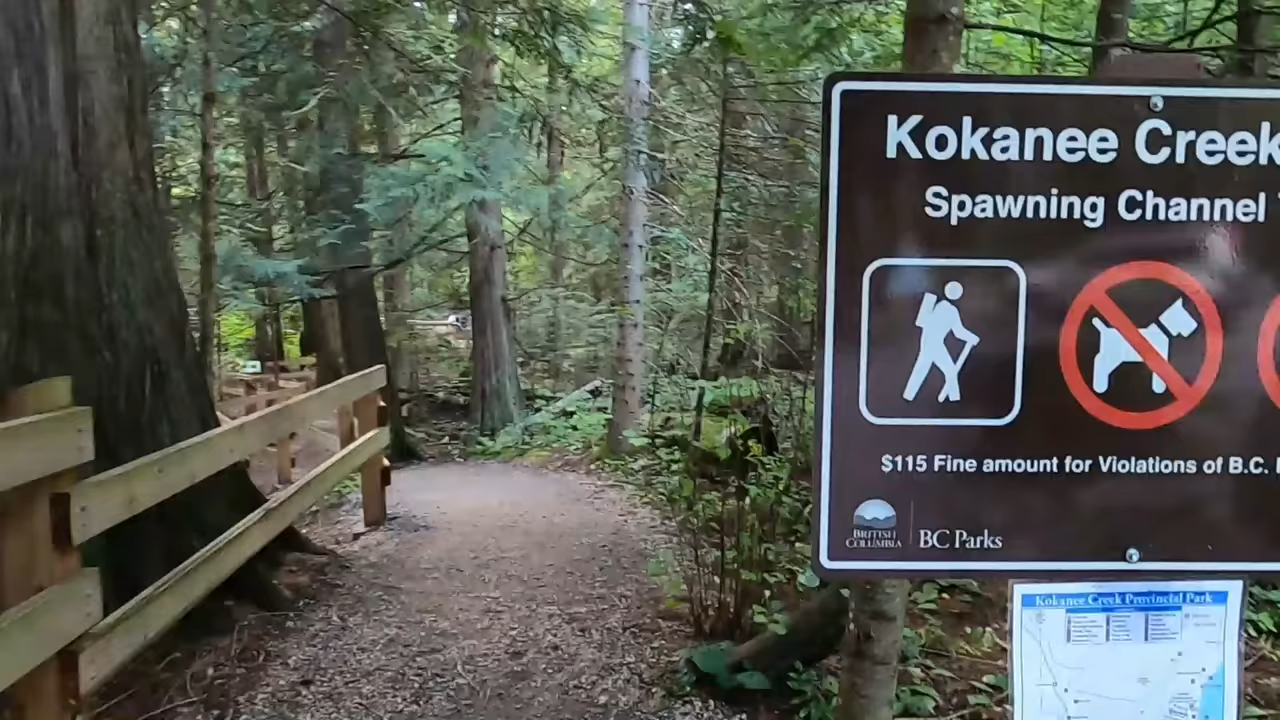 Kokanee Creek
Spawning Channel
$115 Fine amount for Violations of B.C.
BRITISH
COLUMBIA
BC Parks
Kokanee Creek Provincial Park